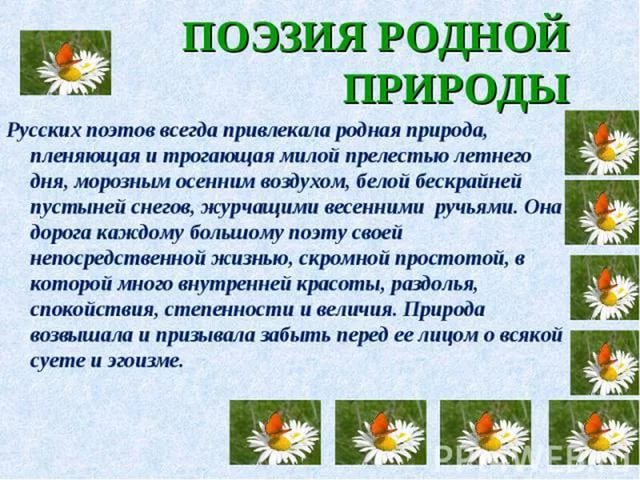 ПОЭЗИЯ РОДНОЙ
ПРИРОДЫ
Русских поэтов всегда привлекала родная природа,
пленяющая и трогающая милой прелестью летнего
дня, морозным осенним воздухом, белой бескрайней
пустыней снегов, журчащими весенними ручьями. Она
дорога каждому большому поэту своей
непосредственной жизнью, скромной простотой, в
которой много внутренней красоты, раздолья,
спокойствия, степенности и величия. Природа
возвышала и призывала забыть перед ее лицом о всякой
суете и эгоизме.